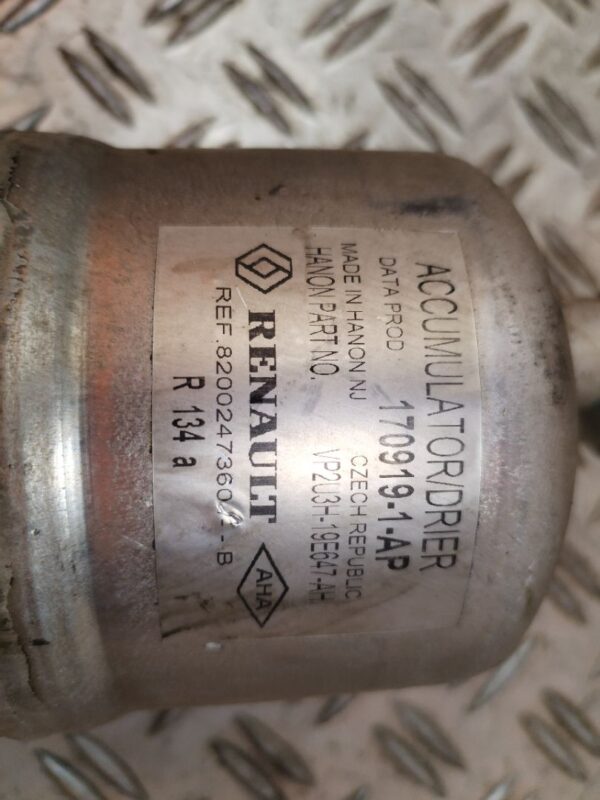 ACCUMULATOR/DRIER
DATA PROD : 170919-1-AP
MADE IN HANON NJ CZECH REPUBLIC
HANON PART NO. VP2U3H-19E647-AH
RENAULT AHA
REF.8200247360 - -B
R 134 a